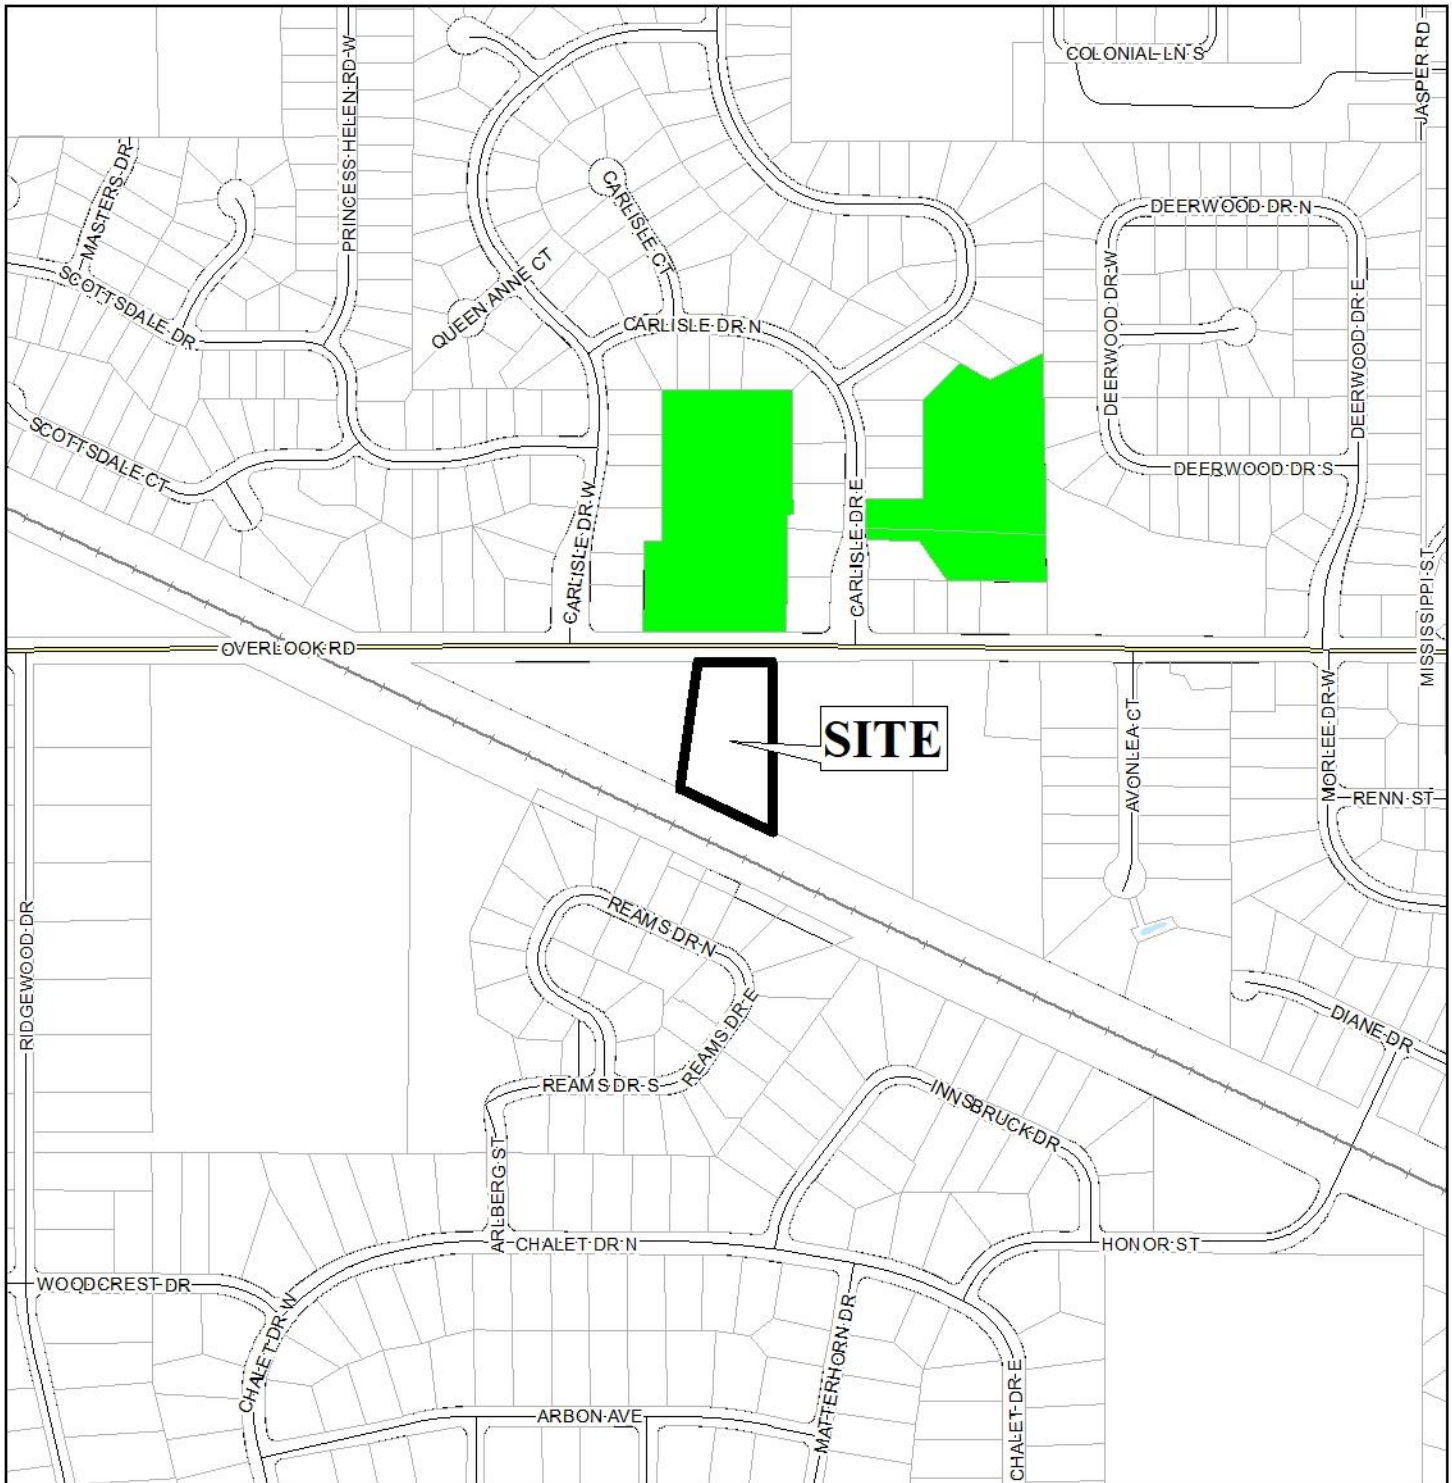 COLONIAL LN S
JASPER RD
PRINCESS HELEN RD W
MASTERS DR
CARLISLE CT
DEERWOOD DR N
SCOTTSDALE DR
QUEEN ANNE CT
CARLISLE DR N
DEERWOOD DR W
DEERWOOD DR E
SCOTTSDALE CT
DEERWOOD DR S
CARLISLE DR W
CARLISLE DR E
MISSISSIPPI ST
OVERLOOK RD
SITE
AVONLEA CT
MORLEE DR W
RENN ST
RIDGEWOOD DR
REAMS DR N
REAMS DR E
DIANE DR
REAMS DR S
INNSBRUCK DR
ARLBERG ST
CHALET DR N
HONOR ST
WOODCREST DR
CHALET DR W
MATTERHORN DR
CHALET DR E
ARBON AVE